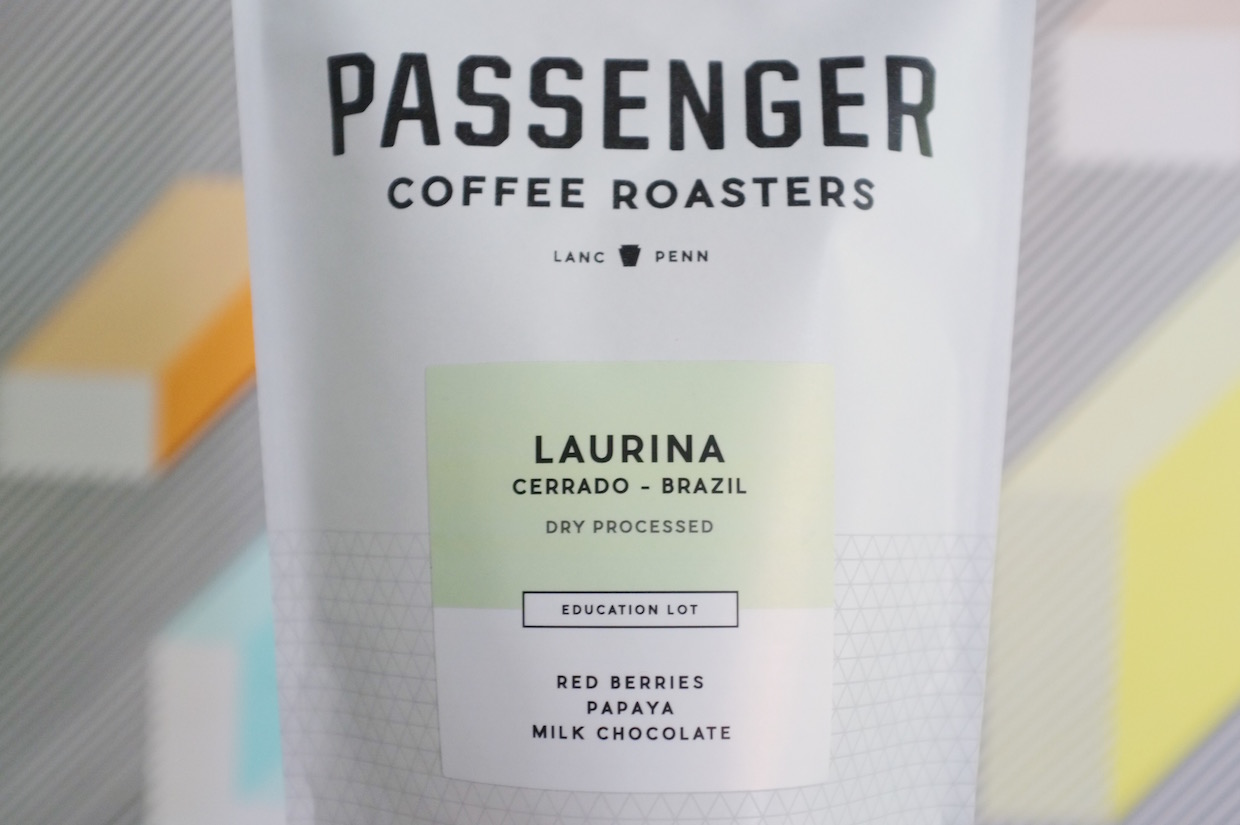 PASSENGER
COFFEE ROASTERS
LANC PENN
LAURINA
CERRADO - BRAZIL
DRY PROCESSED
EDUCATION LOT
RED BERRIES
PAPAYA
MILK CHOCOLATE